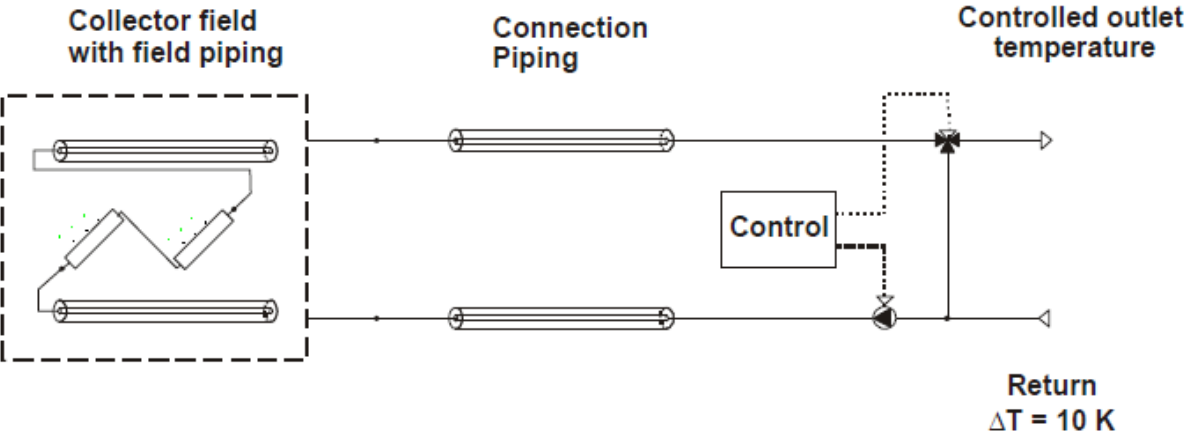 Collector field
with field piping
Connection
Piping
Controlled outlet
temperature
Control
Return
ΔT = 10 K